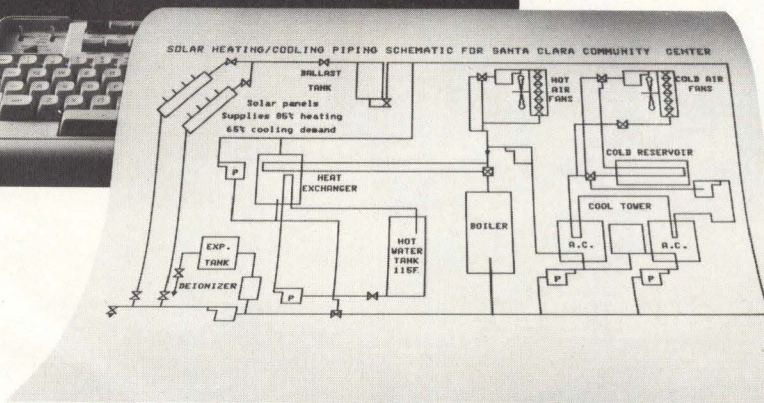 SOLAR HEATING/COOLING PIPING SCHEMATIC FOR SANTA CLARA COMMUNITY CENTER
BALLAST
TANK
Solar panels
Supplies 85% heating
65% cooling demand
HOT
AIR
FANS
COLD AIR
FANS
P
HEAT
EXCHANGER
COLD RESERVOIR
COOL TOWER
BOILER
A.C.
A.C.
EXP.
TANK
HOT
WATER
TANK
115F.
DEIONIZER
P
P
P